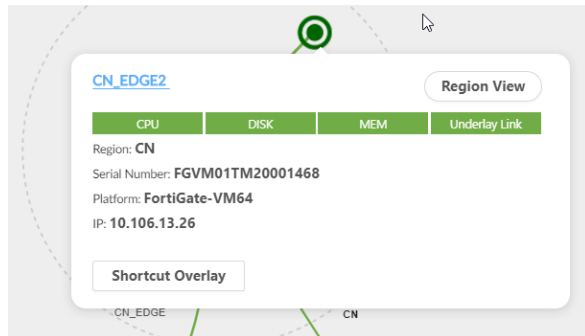 CN_EDGE2
Region View
CPU DISK MEM Underlay Link
Region: CN
Serial Number: FGVM01TM20001468
Platform: FortiGate-VM64
IP: 10.106.13.26
Shortcut Overlay
CN_EDGE CN